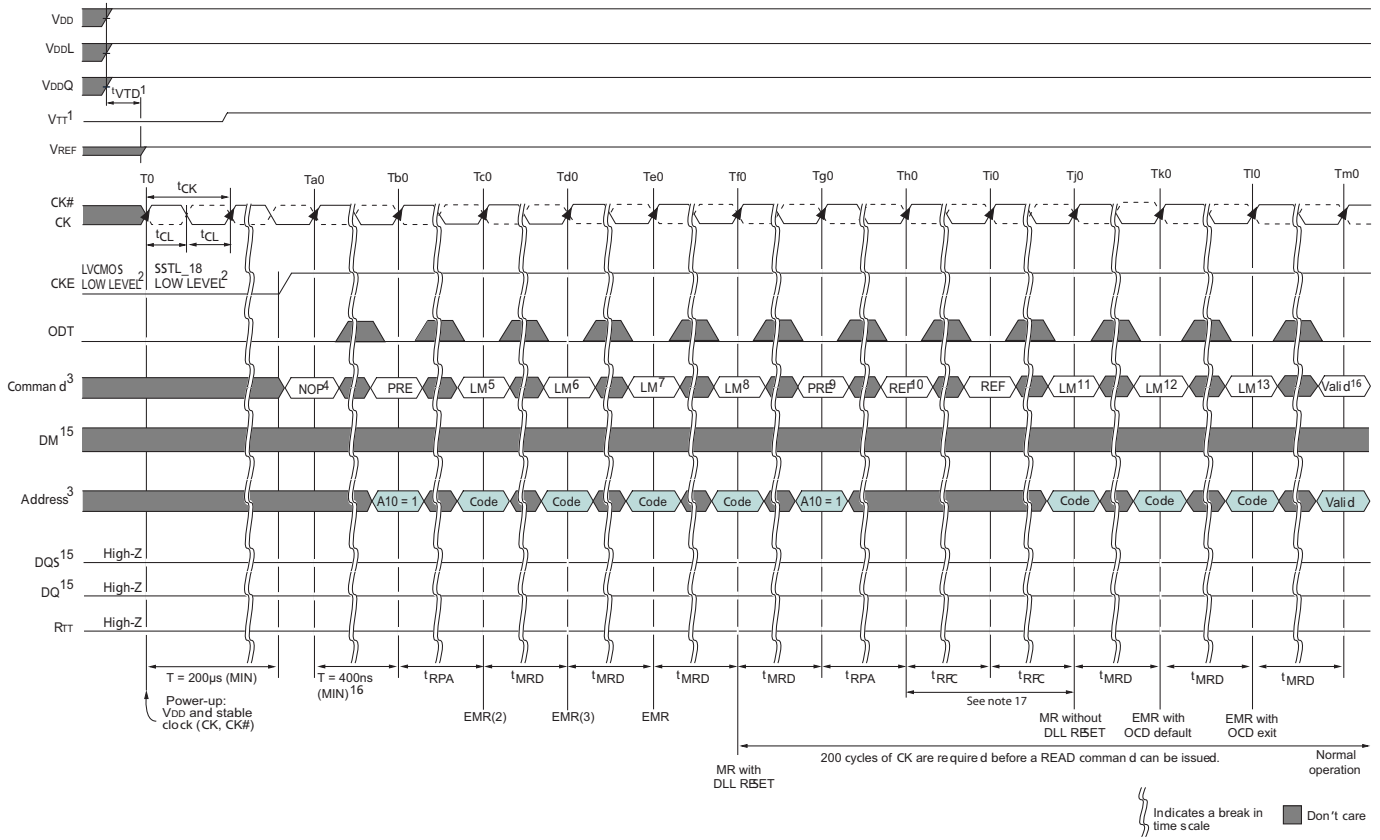 VDD
VDDL
VDDQ
tVTD1
VTT1
VREF
T0 Ta0 Tb0 Tc0 Td0 Te0 Tf0 Tg0 Th0 Ti0 Tj0 Tk0 Tl0 Tm0
tCK
CK#
CK
tCL tCL
CKE
LVCMOS
LOW LEVEL2
SSTL_18
LOW LEVEL2
ODT
Command3
NOP4 PRE LM5 LM6 LM7 LM8 PRE9 REF10 REF LM11 LM12 LM13 Valid16
DM15
Address3
A10 = 1 Code Code Code Code A10 = 1 Code Code Code Valid
DQS15 High-Z
DQ15 High-Z
RTT High-Z
T = 200µs (MIN)
T = 400ns
(MIN)16
tRPA tMRD tMRD tMRD tMRD tRPA tRFC tRFC tMRD tMRD tMRD
See note 17
Power-up:
VDD and stable
clock (CK, CK#)
EMR(2) EMR(3) EMR
MR without
DLL RESET
EMR with
OCD default
EMR with
OCD exit
200 cycles of CK are required before a READ command can be issued.
Normal
operation
MR with
DLL RESET
Indicates a break in
time scale
Don't care